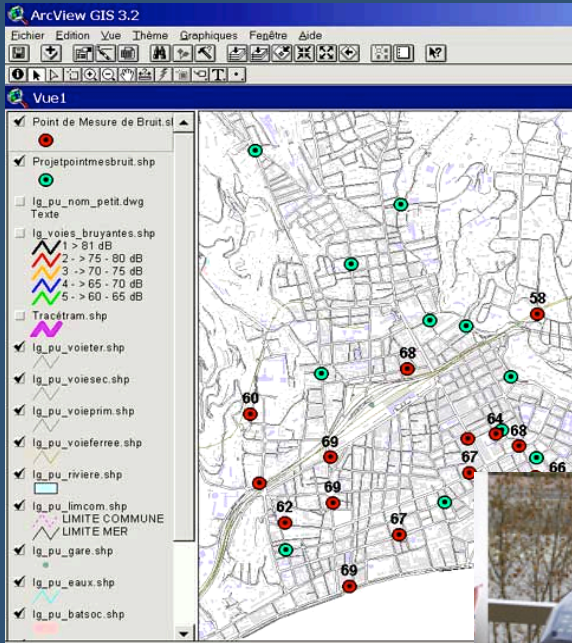 ArcView GIS 3.2
Fichier Edition Vue Thème Graphiques Fenêtre Aide
Vue1
Point de Mesure de Bruit.sl
Projetpointmesbruit.shp
lg_pu_nom_petit.dwg
Texte
lg_voies_bruyantes.shp
1 > 81 dB
2 -> 75 - 80 dB
3 -> 70 - 75 dB
4 -> 65 - 70 dB
5 -> 60 - 65 dB
Tracétram.shp
lg_pu_voieter.shp
lg_pu_voiesec.shp
lg_pu_voieprim.shp
lg_pu_voieferree.shp
lg_pu_riviere.shp
lg_pu_limcom.shp
LIMITE COMMUNE
LIMITE MER
lg_pu_gare.shp
lg_pu_eaux.shp
lg_pu_batsoc.shp
58
68
60
64
68
69
67
66
69
62
67
69